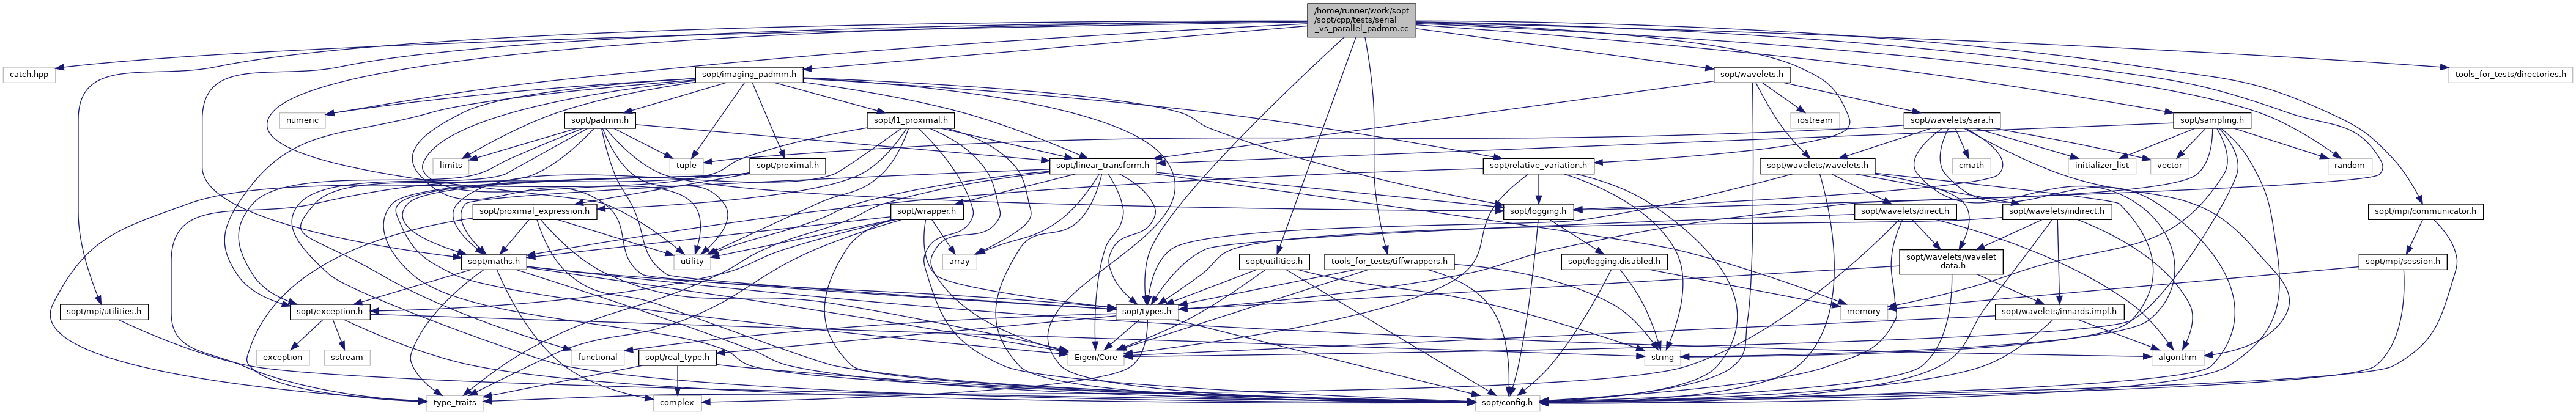 /home/runner/work/sopt
/sopt/cpp/tests/serial
_vs_parallel_padmm.cc
catch.hpp
sopt/imaging_padmm.h
sopt/wavelets.h
tools_for_tests/directories.h
numeric
sopt/padmm.h
sopt/l1_proximal.h
iostream
sopt/wavelets/sara.h
sopt/sampling.h
limits
tuple
sopt/proximal.h
sopt/linear_transform.h
sopt/relative_variation.h
sopt/wavelets/wavelets.h
cmath
initializer_list
vector
random
sopt/proximal_expression.h
sopt/wrapper.h
sopt/logging.h
sopt/wavelets/direct.h
sopt/wavelets/indirect.h
sopt/mpi/communicator.h
sopt/maths.h
utility
array
sopt/utilities.h
tools_for_tests/tiffwrappers.h
sopt/logging.disabled.h
sopt/wavelets/wavelet
_data.h
sopt/mpi/session.h
sopt/mpi/utilities.h
sopt/exception.h
sopt/types.h
memory
sopt/wavelets/innards.impl.h
exception
sstream
functional
sopt/real_type.h
Eigen/Core
string
algorithm
type_traits
complex
sopt/config.h